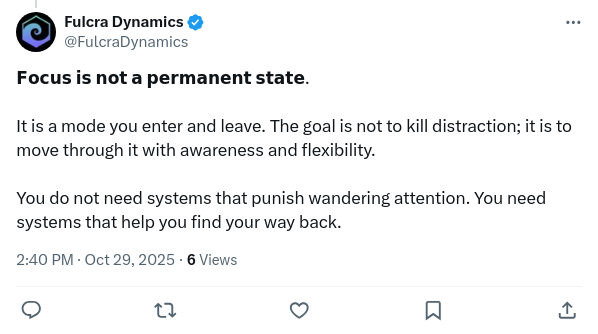 Fulcra Dynamics
@FulcraDynamics
Focus is not a permanent state.
It is a mode you enter and leave. The goal is not to kill distraction; it is to
move through it with awareness and flexibility.
You do not need systems that punish wandering attention. You need
systems that help you find your way back.
2:40 PM · Oct 29, 2025 · 6 Views